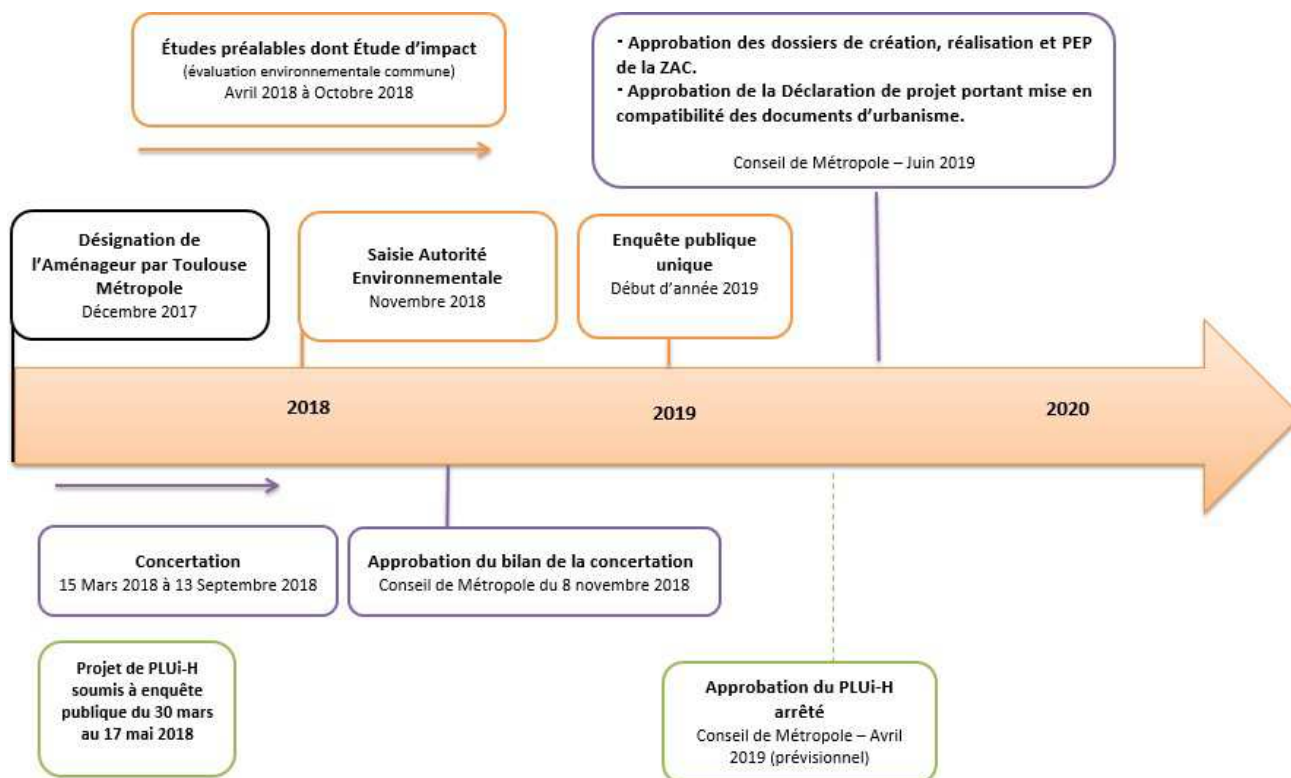 Études préalables dont Étude d'impact
(évaluation environnementale commune)
Avril 2018 à Octobre 2018
- Approbation des dossiers de création, réalisation et PEP
de la ZAC.
- Approbation de la Déclaration de projet portant mise en
compatibilité des documents d'urbanisme.
Conseil de Métropole – Juin 2019
Désignation de
l'Aménageur par Toulouse
Métropole
Décembre 2017
Saisie Autorité
Environnementale
Novembre 2018
Enquête publique
unique
Début d'année 2019
2018
2019
2020
Concertation
15 Mars 2018 à 13 Septembre 2018
Approbation du bilan de la concertation
Conseil de Métropole du 8 novembre 2018
Projet de PLUi-H
soumis à enquête
publique du 30 mars
au 17 mai 2018
Approbation du PLUi-H
arrêté
Conseil de Métropole – Avril
2019 (prévisionnel)